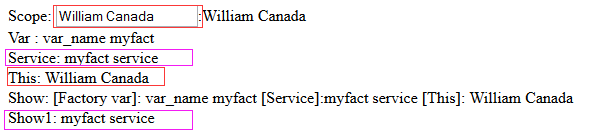 Scope: William Canada :William Canada
Var : var_name myfact
Service: myfact service
This: William Canada
Show: [Factory var]: var_name myfact [Service]:myfact service [This]: William Canada
Show1: myfact service